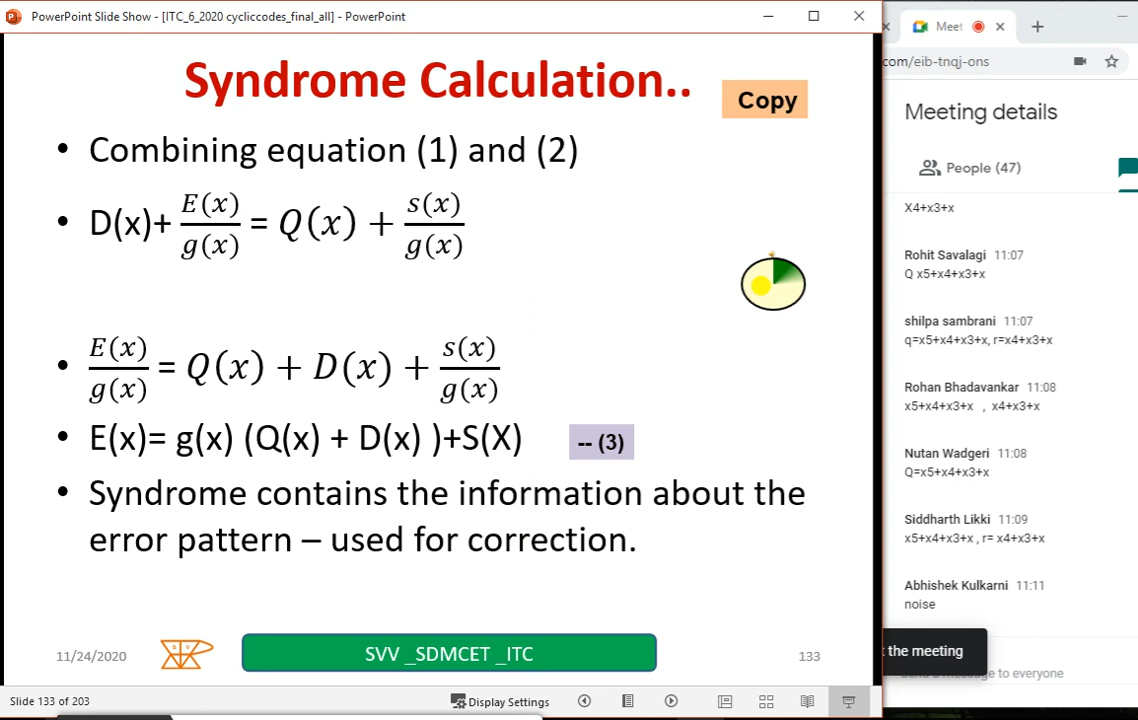 PowerPoint Slide Show - [ITC_6_2020 cycliccodes_final_all] - PowerPoint
Syndrome Calculation..
Copy
• Combining equation (1) and (2)
• D(x)+ E(x)/g(x) = Q(x) + s(x)/g(x)
• E(x)/g(x) = Q(x) + D(x) + s(x)/g(x)
• E(x)= g(x) (Q(x) + D(x) )+S(X)
-- (3)
• Syndrome contains the information about the
error pattern – used for correction.
11/24/2020
S V
SVV _SDMCET _ITC
133
Slide 133 of 203
Display Settings
Meet
com/eib-tnqj-ons
Meeting details
People (47)
X4+x3+x
Rohit Savalagi 11:07
Q x5+x4+x3+x
shilpa sambrani 11:07
q=x5+x4+x3+x, r=x4+x3+x
Rohan Bhadavankar 11:08
x5+x4+x3+x , x4+x3+x
Nutan Wadgeri 11:08
Q=x5+x4+x3+x
Siddharth Likki 11:09
x5+x4+x3+x , r= x4+x3+x
Abhishek Kulkarni 11:11
noise
the meeting
Send a message to everyone